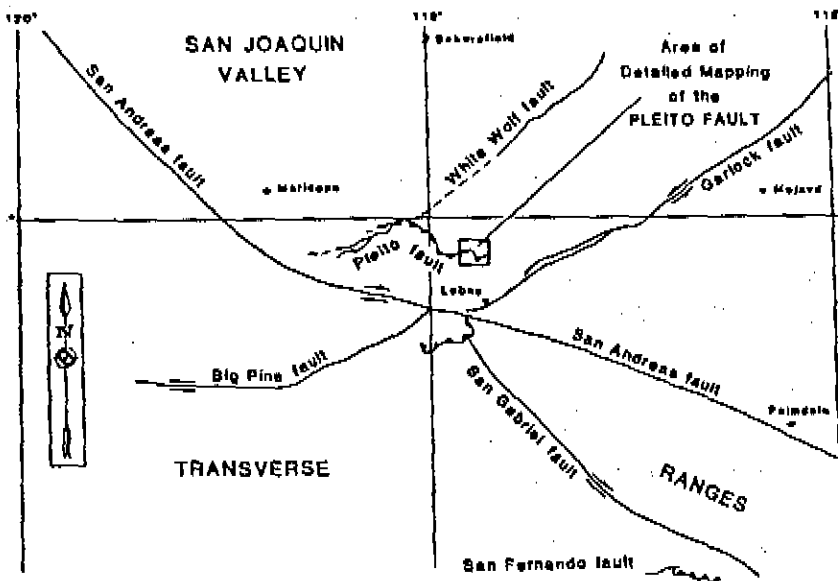 120°
119°
118°
SAN JOAQUIN
VALLEY
Bakersfield
Area of
Detailed Mapping
of the
PLEITO FAULT
San Andreas fault
White Wolf fault
Garlock fault
Maricopa
Mojave
Pleito fault
Lebec
N
Big Pine fault
San Andreas fault
San Gabriel fault
Palmdale
TRANSVERSE
RANGES
San Fernando fault